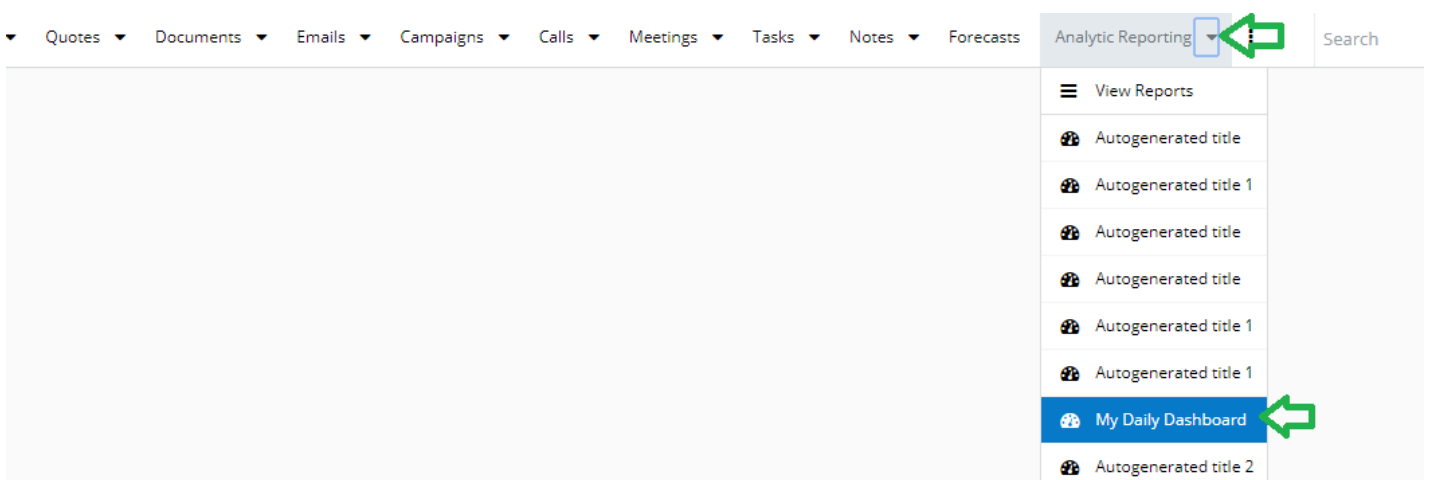 Quotes Documents Emails Campaigns Calls Meetings Tasks Notes Forecasts Analytic Reporting Search
View Reports
Autogenerated title
Autogenerated title 1
Autogenerated title
Autogenerated title
Autogenerated title 1
Autogenerated title 1
My Daily Dashboard
Autogenerated title 2